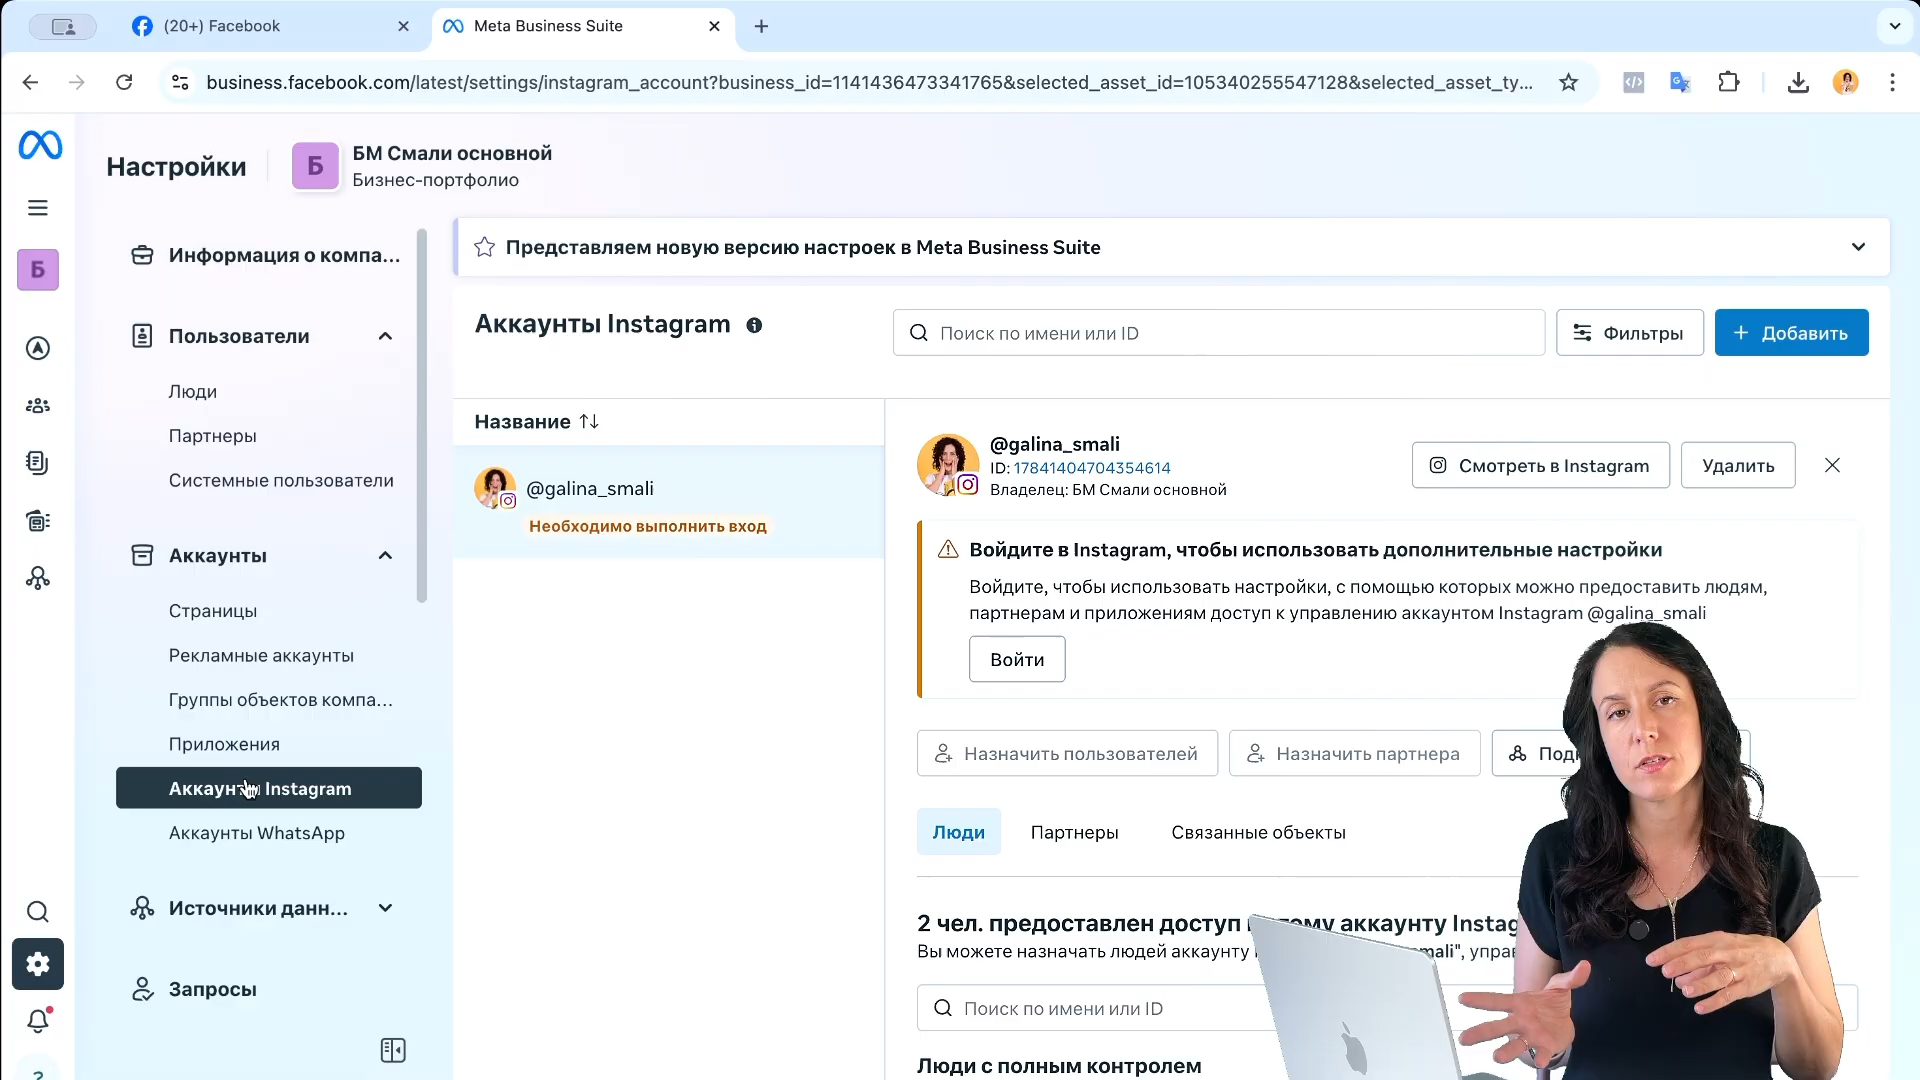 (20+) Facebook
Meta Business Suite
business.facebook.com/latest/settings/instagram_account?business_id=1141436473341765&selected_asset_id=105340255547128&selected_asset_ty...
Настройки
Б
БМ Смали основной
Бизнес-портфолио
Б
Информация о компа...
Пользователи
Люди
Партнеры
Системные пользователи
Аккаунты
Страницы
Рекламные аккаунты
Группы объектов компа...
Приложения
Аккаунты Instagram
Аккаунты WhatsApp
Источники данн...
Запросы
Представляем новую версию настроек в Meta Business Suite
Аккаунты Instagram
Поиск по имени или ID
Фильтры
+ Добавить
Название
@galina_smali
Необходимо выполнить вход
@galina_smali
ID: 17841404704354614
Владелец: БМ Смали основной
Смотреть в Instagram
Удалить
Войдите в Instagram, чтобы использовать дополнительные настройки
Войдите, чтобы использовать настройки, с помощью которых можно предоставить людям,
партнерам и приложениям доступ к управлению аккаунтом Instagram @galina_smali
Войти
Назначить пользователей
Назначить партнера
Люди
Партнеры
Связанные объекты
2 чел. предоставлен доступ
аккаунту
Вы можете назначать людей аккаунту
Поиск по имени или ID
Люди с полным контролем